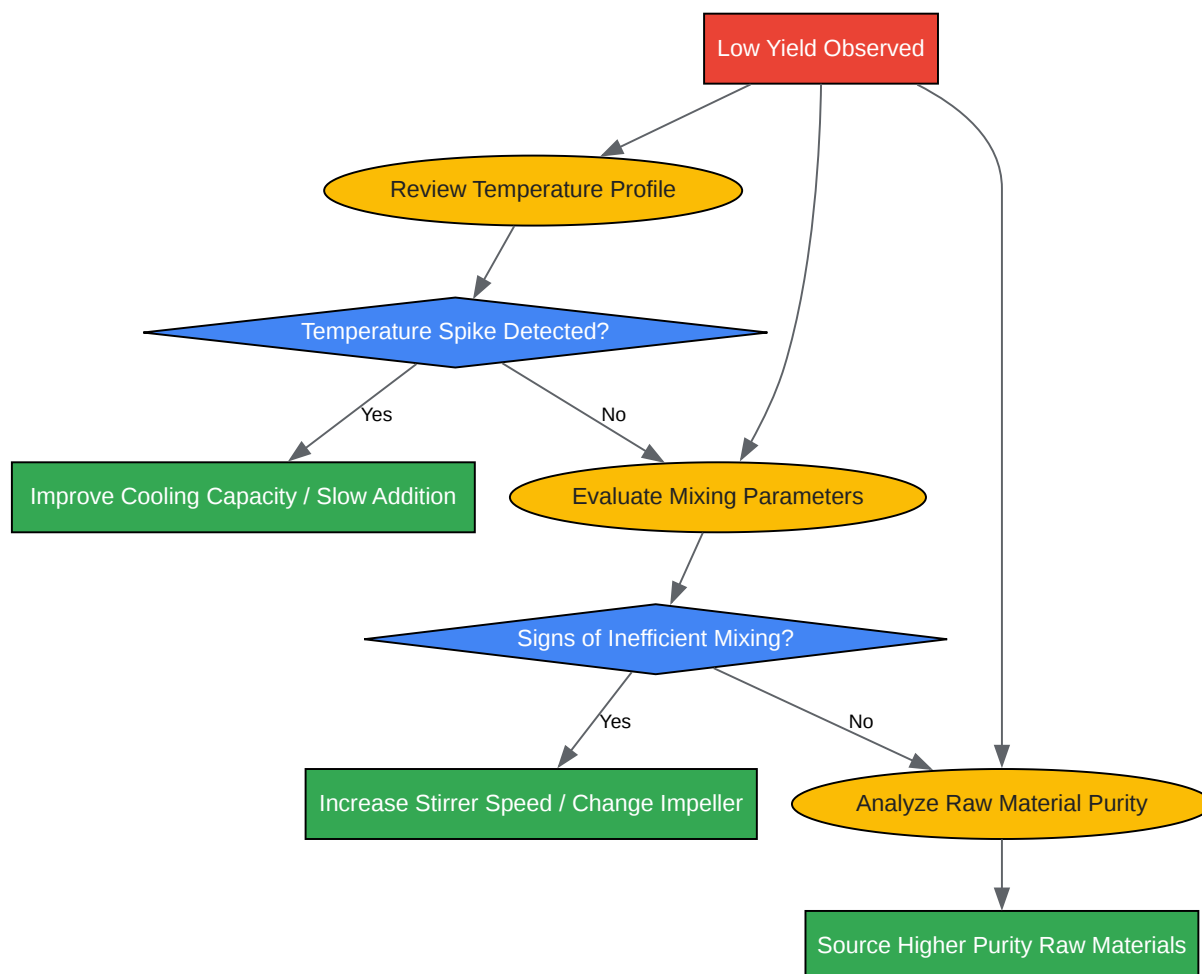 Low Yield Observed
Review Temperature Profile
Temperature Spike Detected?
Yes
No
Improve Cooling Capacity / Slow Addition
Evaluate Mixing Parameters
Signs of Inefficient Mixing?
Yes
No
Increase Stirrer Speed / Change Impeller
Analyze Raw Material Purity
Source Higher Purity Raw Materials